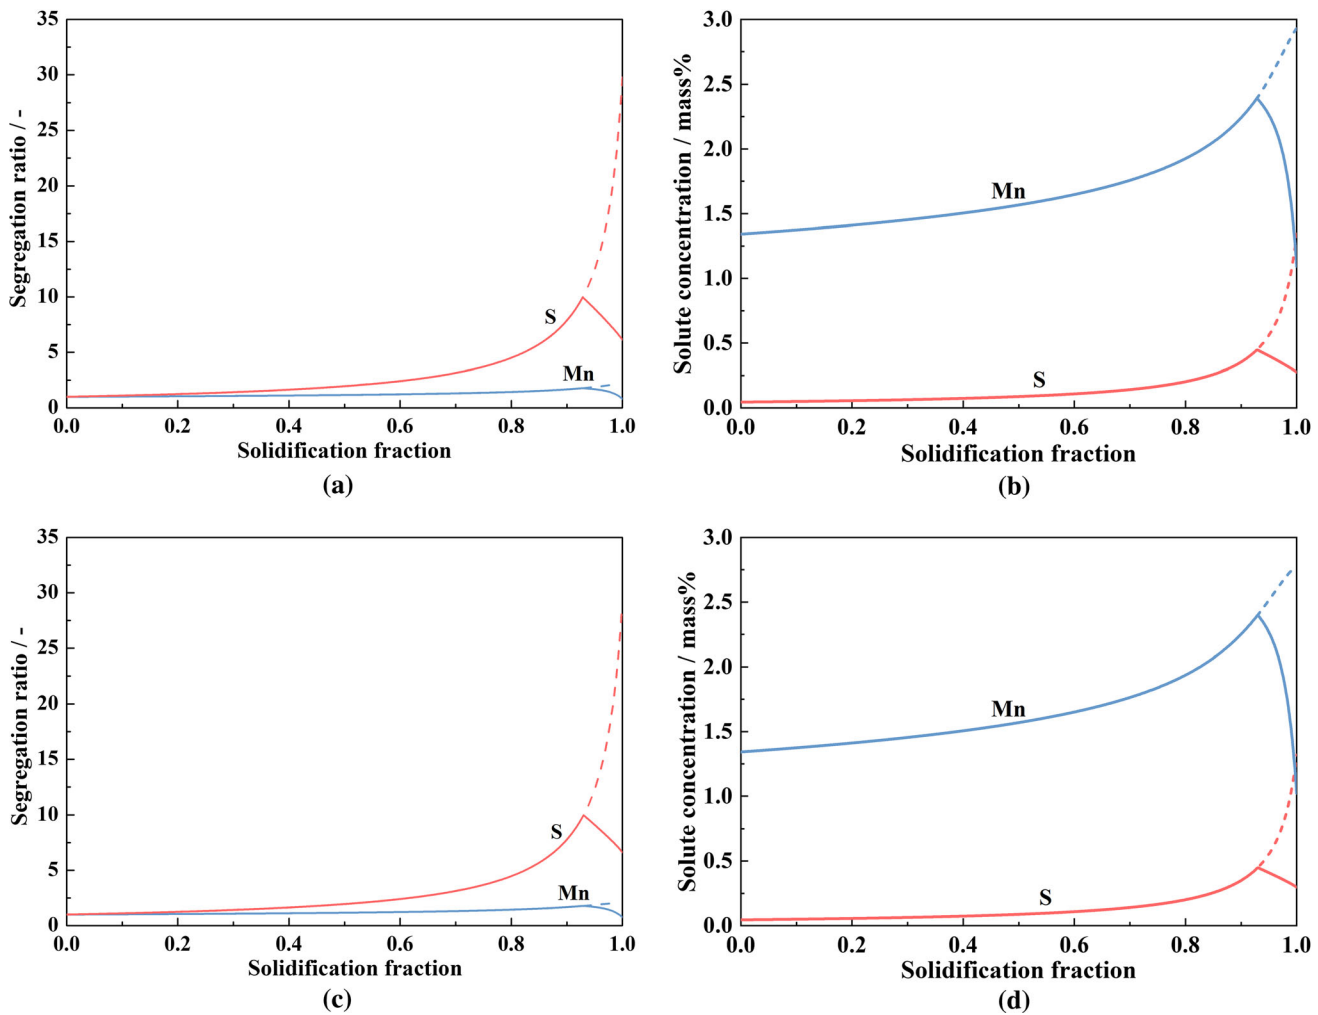 35
30
25
20
15
10
5
0
Segregation ratio / -
S
Mn
0.0 0.2 0.4 0.6 0.8 1.0
Solidification fraction
(a)
3.0
2.5
2.0
1.5
1.0
0.5
0.0
Solute concentration / mass%
Mn
S
0.0 0.2 0.4 0.6 0.8 1.0
Solidification fraction
(b)
35
30
25
20
15
10
5
0
Segregation ratio / -
S
Mn
0.0 0.2 0.4 0.6 0.8 1.0
Solidification fraction
(c)
3.0
2.5
2.0
1.5
1.0
0.5
0.0
Solute concentration / mass%
Mn
S
0.0 0.2 0.4 0.6 0.8 1.0
Solidification fraction
(d)